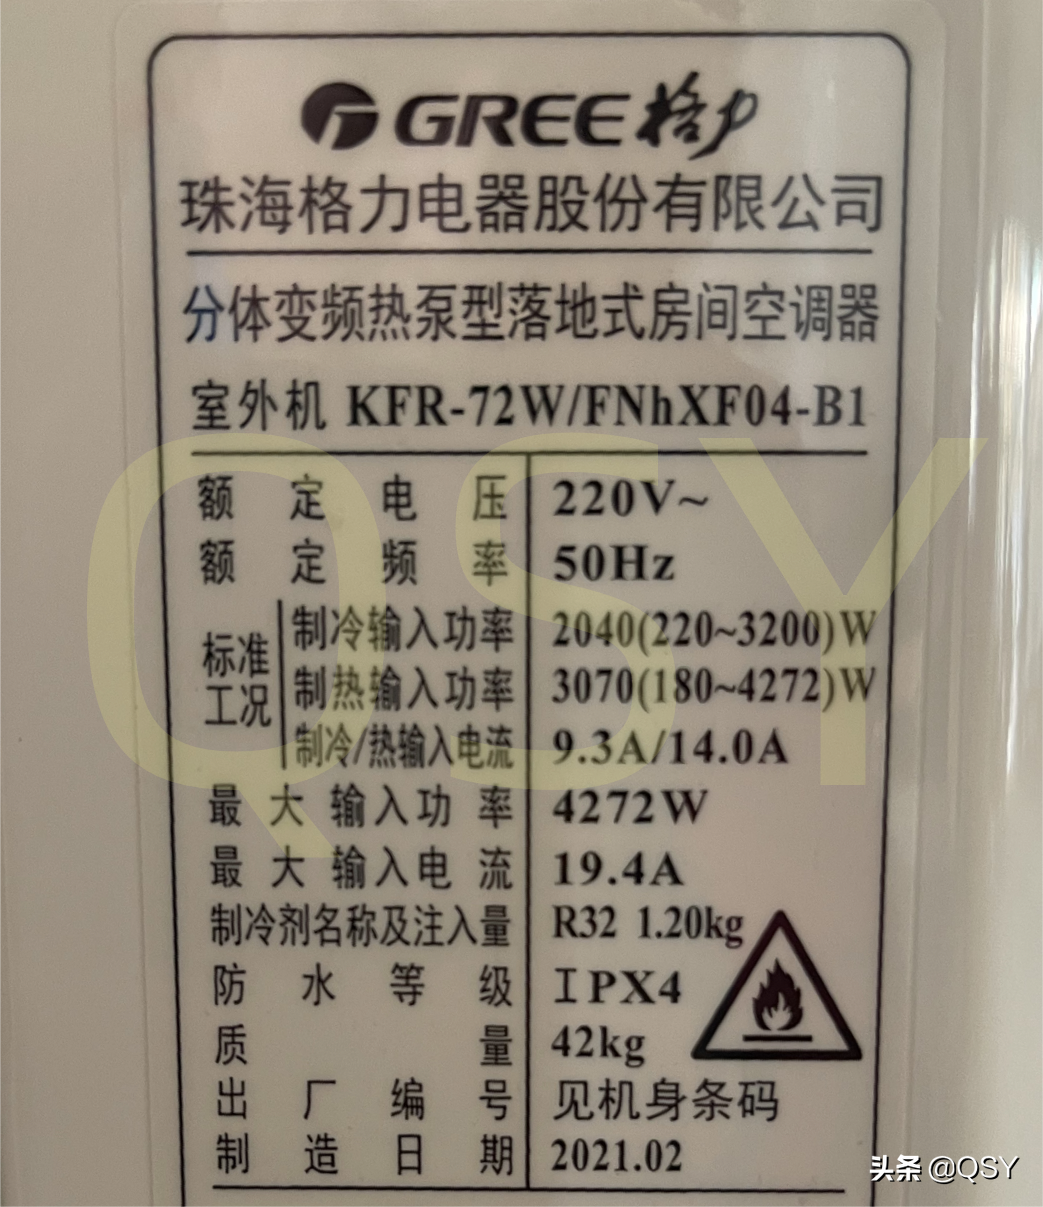 GREE 格力
珠海格力电器股份有限公司
分体变频热泵型落地式房间空调器
室外机 KFR-72W/FNhXF04-B1
额定电压 220V~
额定频率 50Hz
标准工况
制冷输入功率 2040(220~3200)W
制热输入功率 3070(180~4272)W
制冷/热输入电流 9.3A/14.0A
最大输入功率 4272W
最大输入电流 19.4A
制冷剂名称及注入量 R32 1.20kg
防水等级 IPX4
质量 42kg
出厂编号 见机身条码
制造日期 2021.02
QSY
头条 @QSY